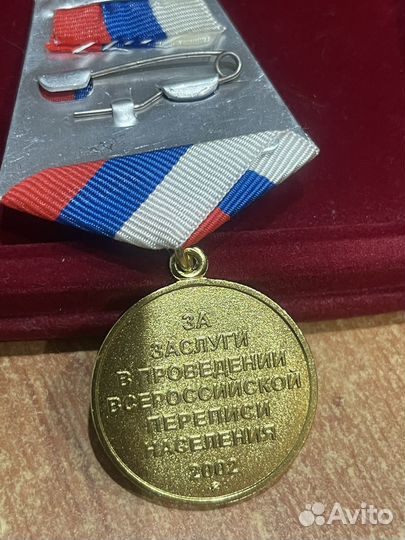 ЗА
ЗАСЛУГИ
В ПРОВЕДЕНИИ
ВСЕРОССИЙСКОЙ
ПЕРЕПИСИ
НАСЕЛЕНИЯ
2002
Avito